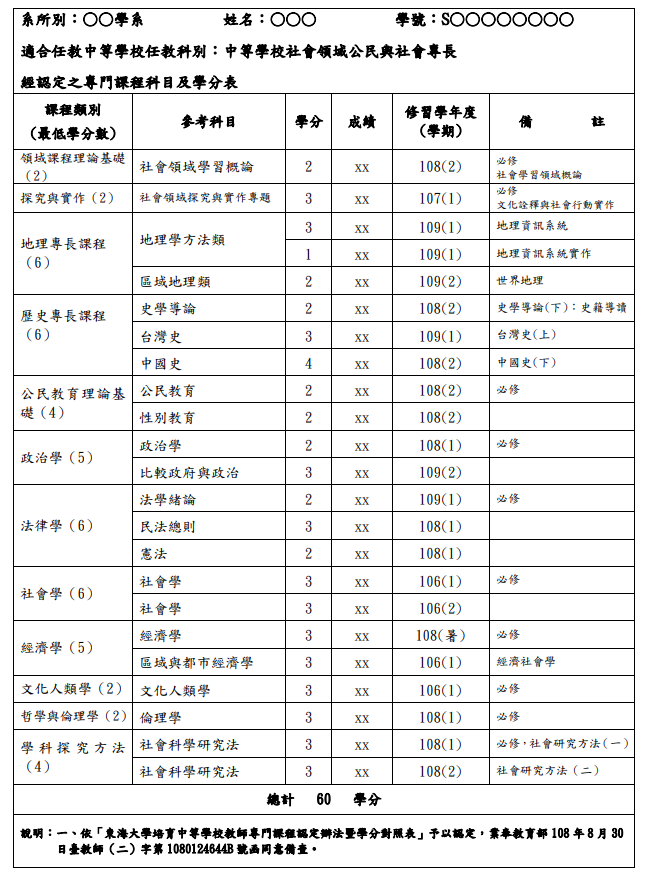 系所別：○○學系 姓名：○○○ 學號：S○○○○○○○○
適合任教中等學校任教科別：中等學校社會領域公民與社會專長
經認定之專門課程科目及學分表
課程類別（最低學分數） 參考科目 學分 成績 修習學年度（學期） 備 註
領域課程理論基礎（2） 社會領域學習概論 2 xx 108(2) 必修 社會學習領域概論
探究與實作（2） 社會領域探究與實作專題 3 xx 107(1) 必修 文化詮釋與社會行動實作
地理專長課程（6） 地理學方法類 3 xx 109(1) 地理資訊系統
1 xx 109(1) 地理資訊系統實作
區域地理類 2 xx 109(2) 世界地理
歷史專長課程（6） 史學導論 2 xx 108(2) 史學導論(下)：史籍導讀
台灣史 3 xx 109(1) 台灣史(上)
中國史 4 xx 108(2) 中國史(下)
公民教育理論基礎（4） 公民教育 2 xx 108(2) 必修
性別教育 2 xx 108(2)
政治學（5） 政治學 2 xx 108(1) 必修
比較政府與政治 3 xx 109(2)
法律學（6） 法學緒論 2 xx 109(1) 必修
民法總則 3 xx 108(1)
憲法 2 xx 108(1)
社會學（6） 社會學 3 xx 106(1) 必修
社會學 3 xx 106(2)
經濟學（5） 經濟學 3 xx 108(暑) 必修
區域與都市經濟學 3 xx 106(1) 經濟社會學
文化人類學（2） 文化人類學 3 xx 106(1) 必修
哲學與倫理學（2） 倫理學 3 xx 108(1) 必修
學科探究方法（4） 社會科學研究法 3 xx 108(1) 必修，社會研究方法(一)
社會科學研究法 3 xx 108(2) 社會研究方法（二）
總計 60 學分
說明：一、依「東海大學培育中等學校教師專門課程認定辦法暨學分對照表」予以認定，業奉教育部 108 年 8 月 30
日臺教師（二）字第 1080124644B 號函同意備查。